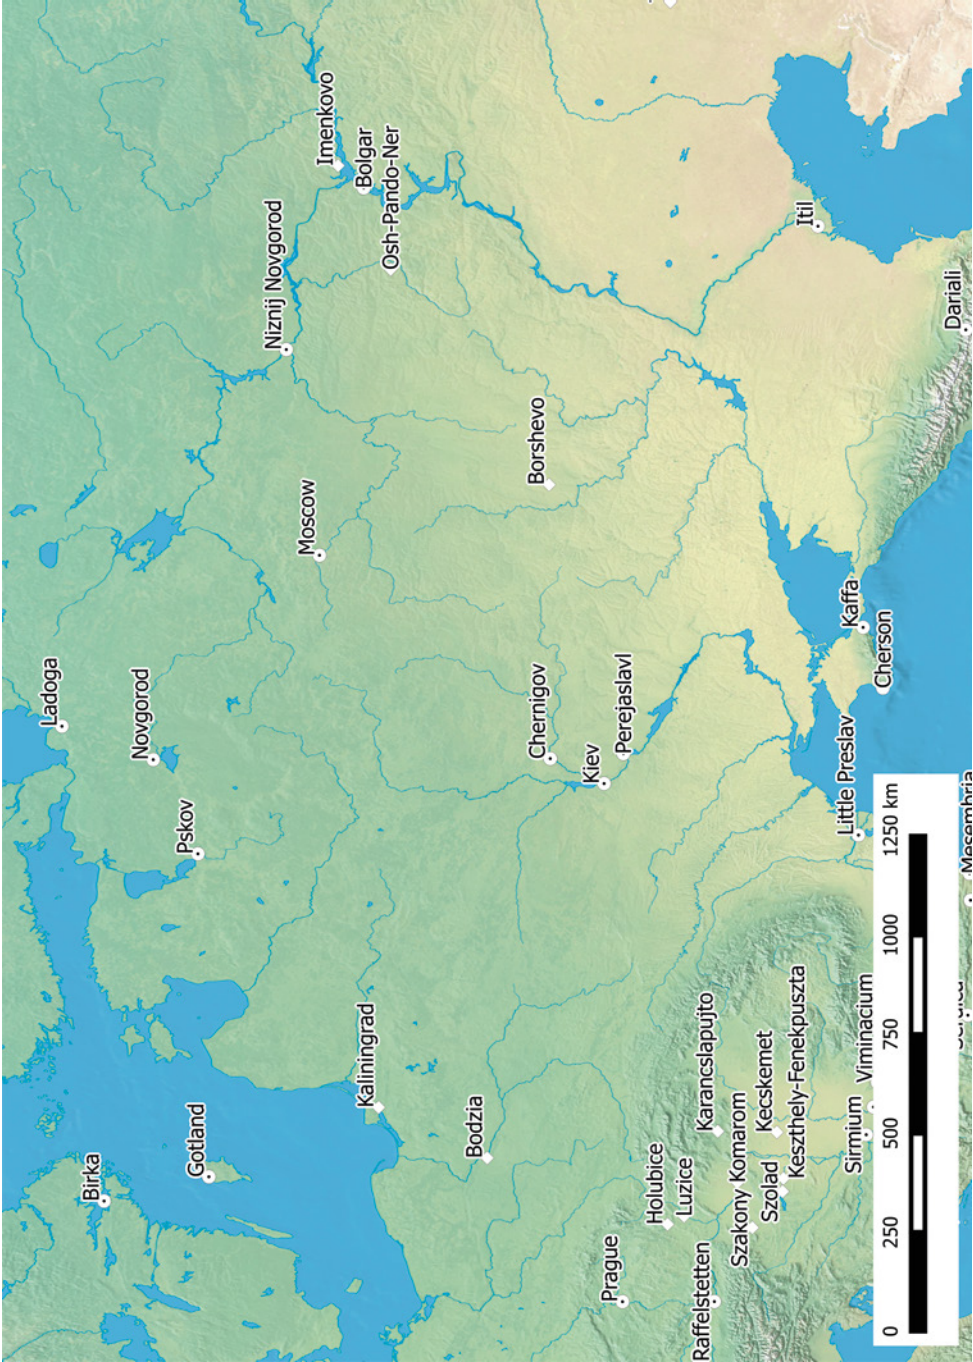 Imenkovo
Bolgar
Osh-Pando-Ner
Niznij Novgorod
Itil
Dariali
Borshevo
Moscow
Kaffa
Cherson
Ladoga
Novgorod
Chernigov
Kiev
Perejaslavl
Pskov
Little Preslav
Mesembria
Kaliningrad
Gotland
Birka
Bodzia
Karancslapujto
Kecskemet
Keszthely-Fenekpuszta
Viminacium
Sirmium
Holubice
Luzice
Szakony Komarom
Szolad
Prague
Raffelstetten
0 250 500 750 1000 1250 km